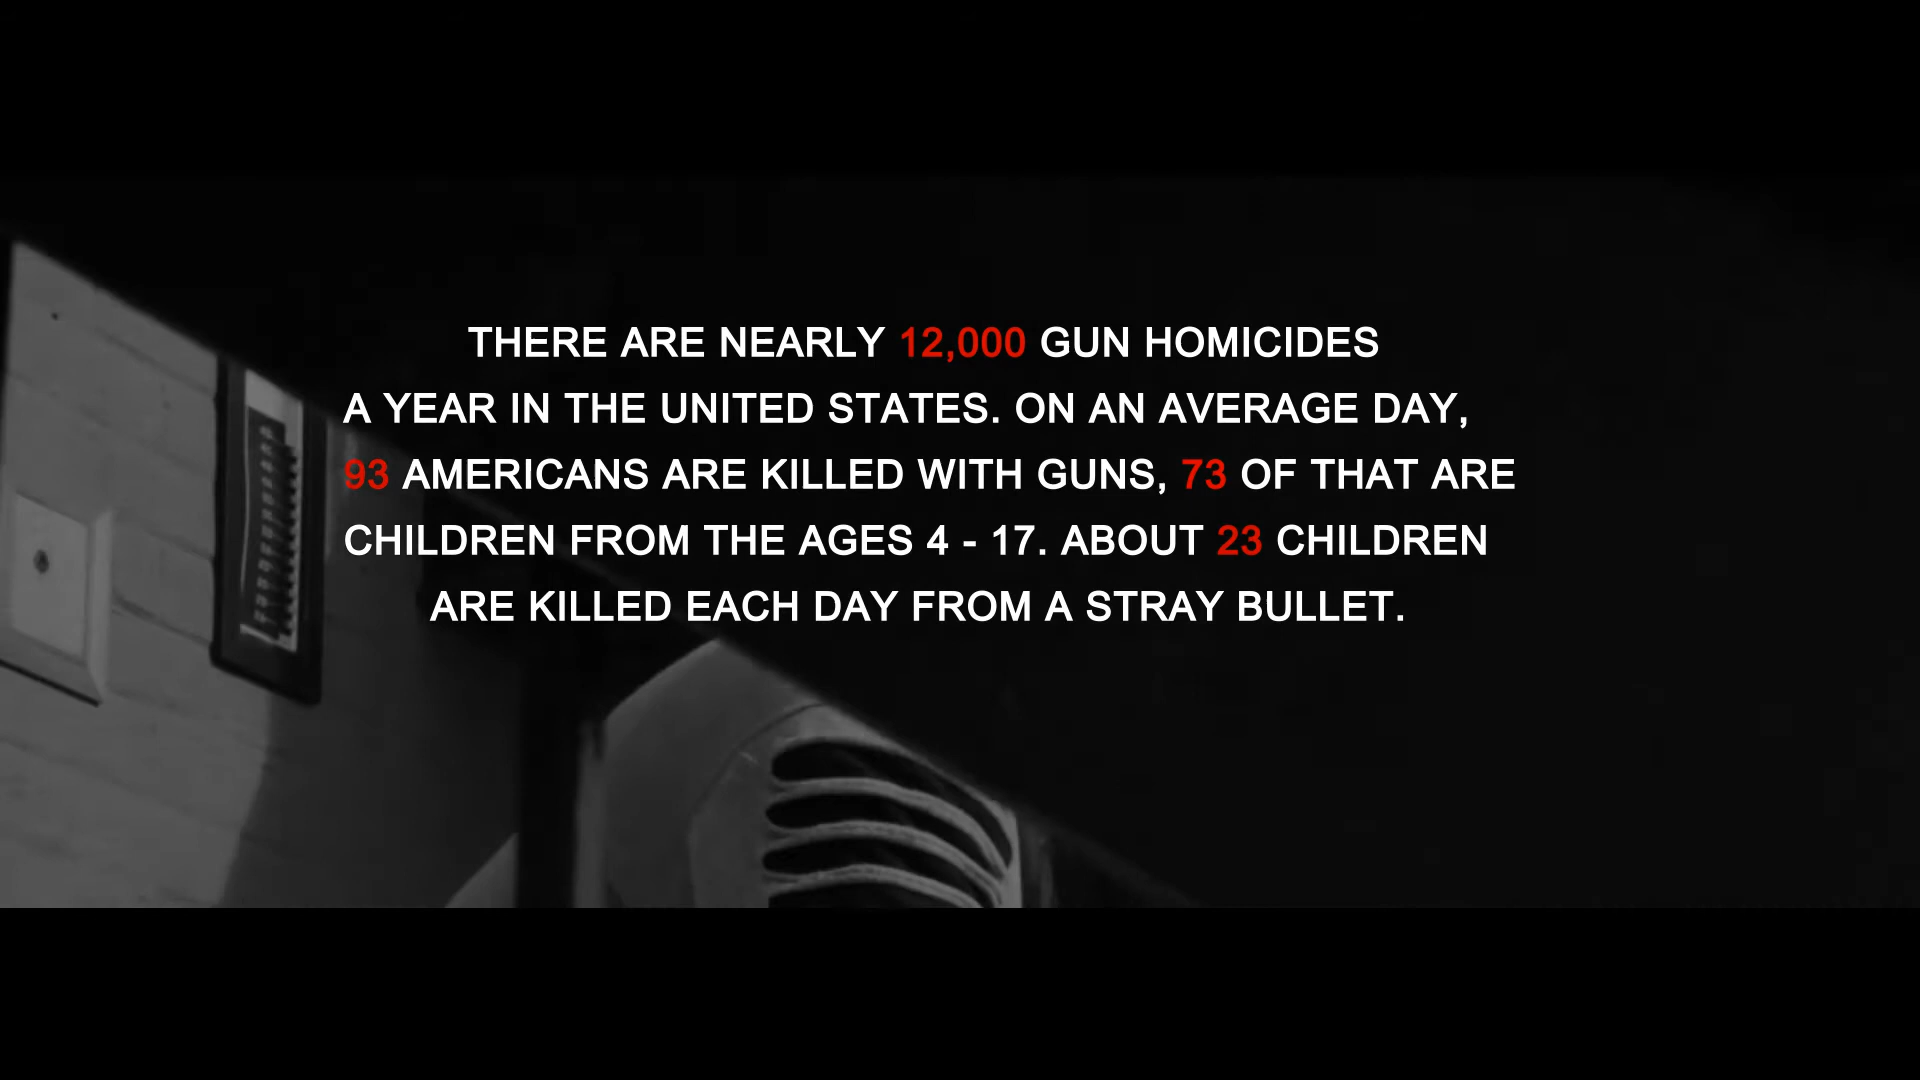 THERE ARE NEARLY 12,000 GUN HOMICIDES
A YEAR IN THE UNITED STATES. ON AN AVERAGE DAY,
93 AMERICANS ARE KILLED WITH GUNS, 73 OF THAT ARE
CHILDREN FROM THE AGES 4 - 17. ABOUT 23 CHILDREN
ARE KILLED EACH DAY FROM A STRAY BULLET.